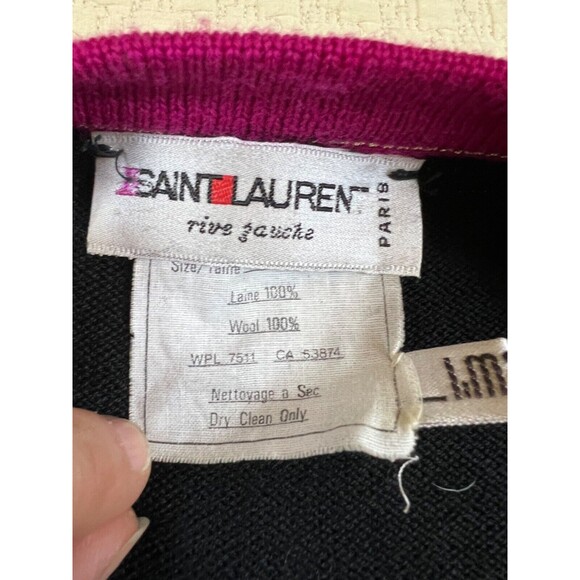 SAINT LAURENT
rive gauche
PARIS
Size/Taille
Laine 100%
Wool 100%
WPL 7511 CA 53874
Nettoyage a Sec
Dry Clean Only